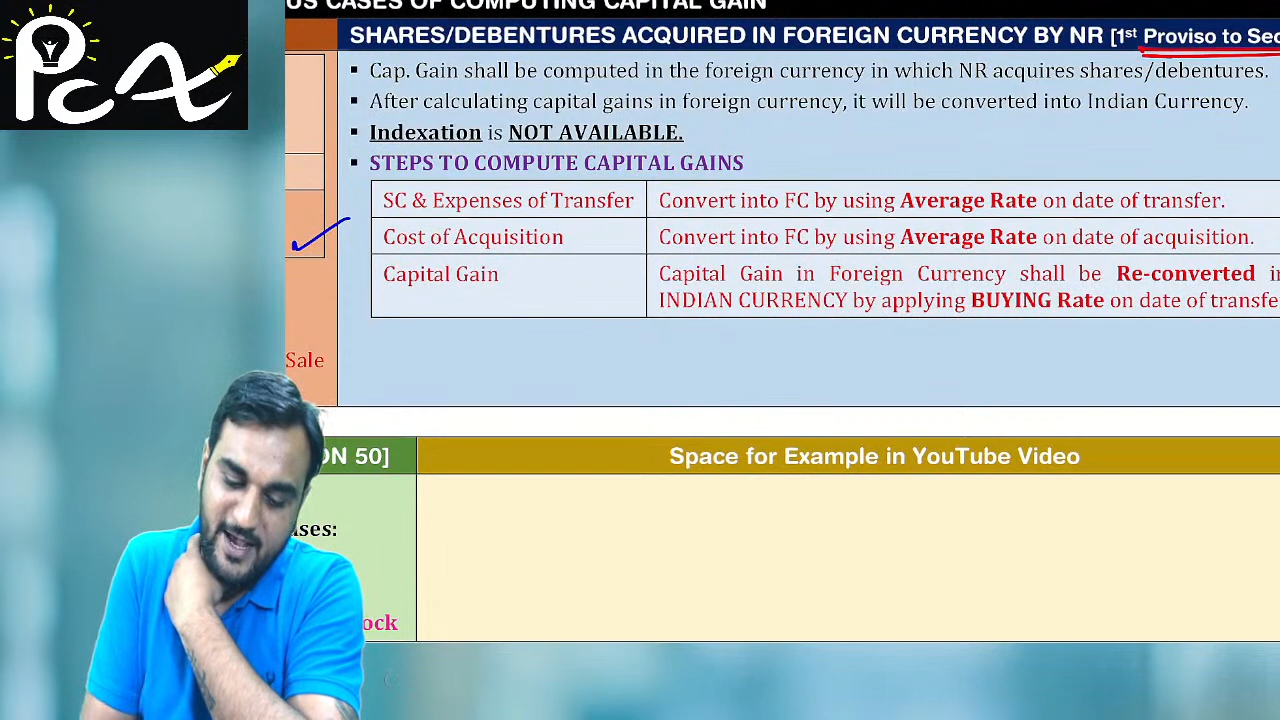 PCA
US CASES OF COMPUTING CAPITAL GAIN
SHARES/DEBENTURES ACQUIRED IN FOREIGN CURRENCY BY NR [1st Proviso to Sec
▪ Cap. Gain shall be computed in the foreign currency in which NR acquires shares/debentures.
▪ After calculating capital gains in foreign currency, it will be converted into Indian Currency.
▪ Indexation is NOT AVAILABLE.
▪ STEPS TO COMPUTE CAPITAL GAINS
SC & Expenses of Transfer Convert into FC by using Average Rate on date of transfer.
Cost of Acquisition Convert into FC by using Average Rate on date of acquisition.
Capital Gain Capital Gain in Foreign Currency shall be Re-converted in
INDIAN CURRENCY by applying BUYING Rate on date of transfe
Sale
ON 50]
Space for Example in YouTube Video
ses:
ock